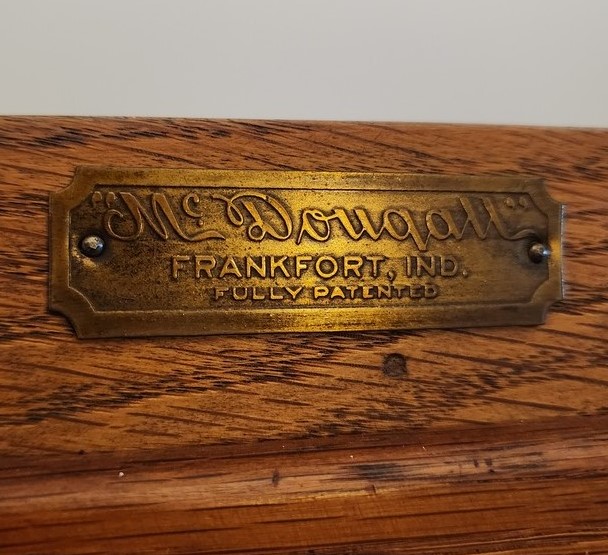 "McDougall"
FRANKFORT, IND.
FULLY PATENTED